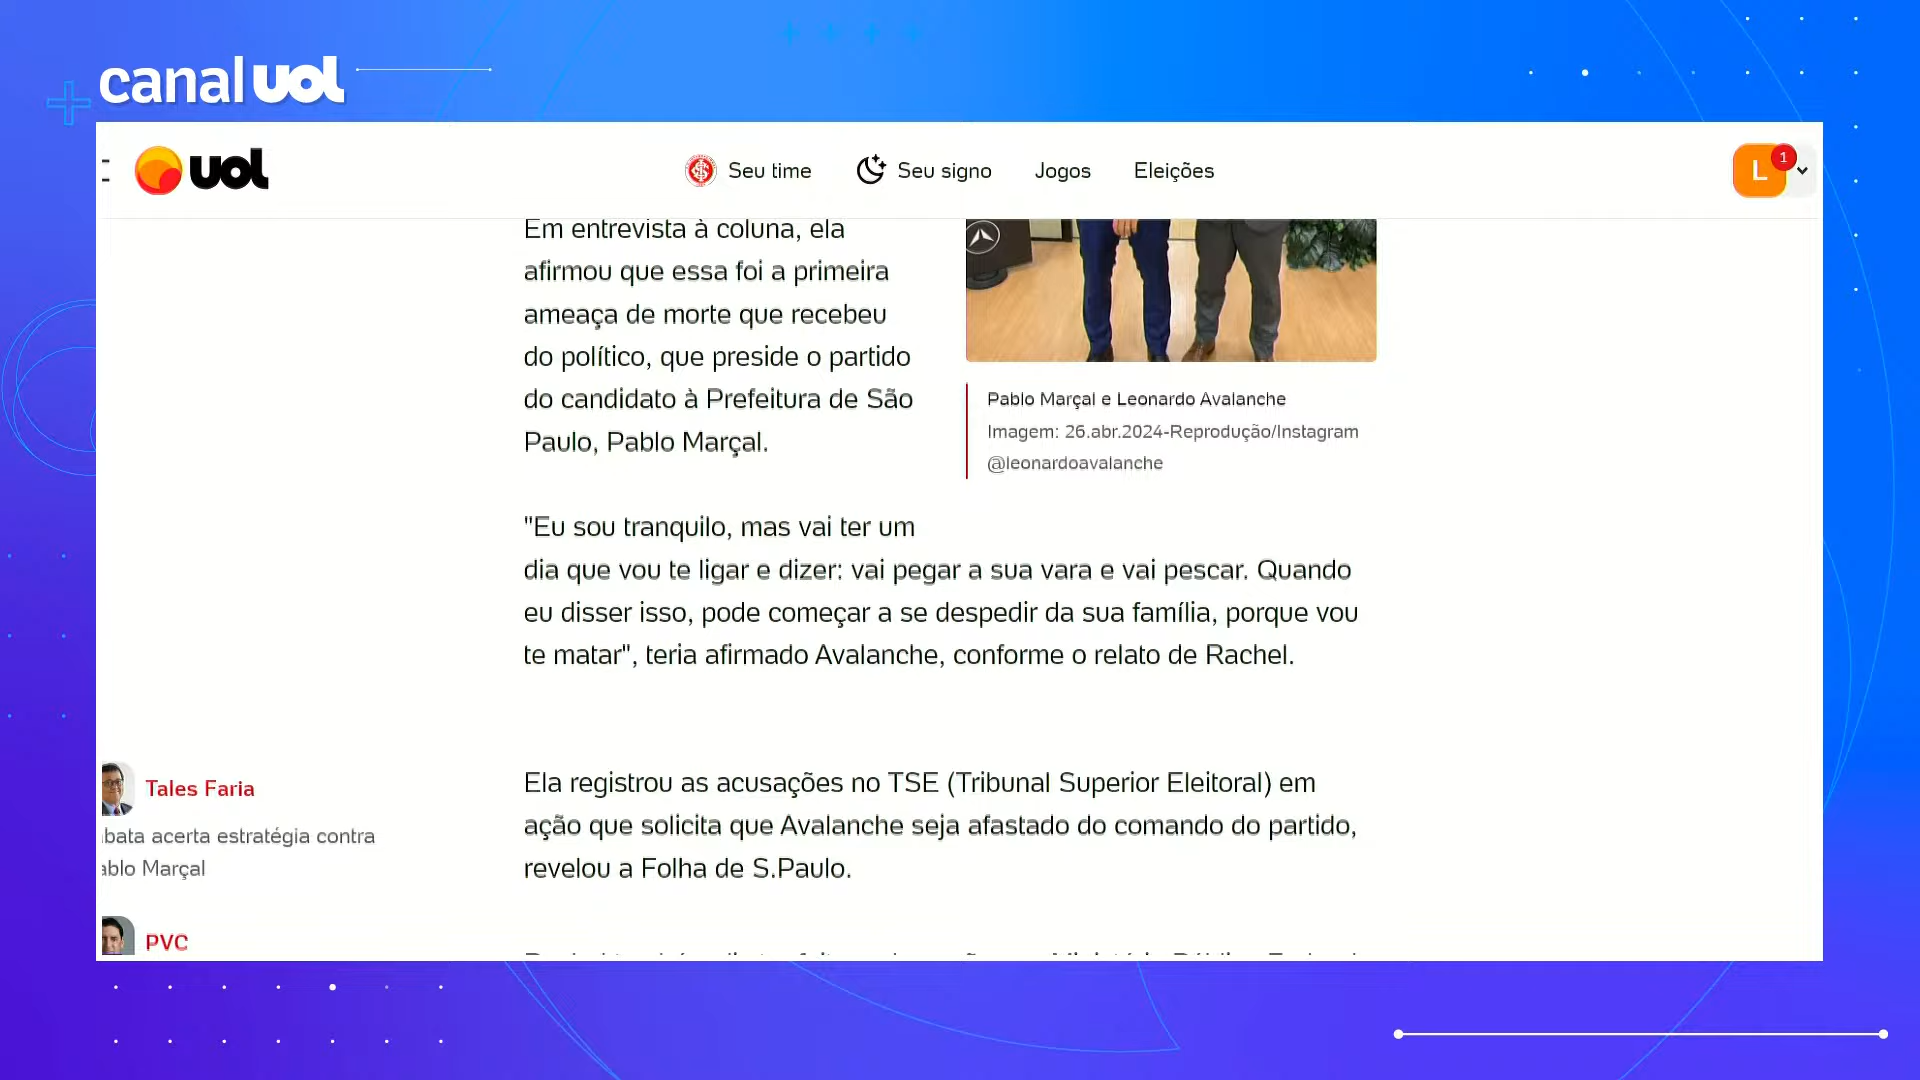 canal uol
uol
Seu time
Seu signo
Jogos
Eleições
L
1
Em entrevista à coluna, ela
afirmou que essa foi a primeira
ameaça de morte que recebeu
do político, que preside o partido
do candidato à Prefeitura de São
Paulo, Pablo Marçal.
Pablo Marçal e Leonardo Avalanche
Imagem: 26.abr.2024-Reprodução/Instagram
@leonardoavalanche
"Eu sou tranquilo, mas vai ter um
dia que vou te ligar e dizer: vai pegar a sua vara e vai pescar. Quando
eu disser isso, pode começar a se despedir da sua família, porque vou
te matar", teria afirmado Avalanche, conforme o relato de Rachel.
Tales Faria
acerta estratégia contra
Marçal
PVC
Ela registrou as acusações no TSE (Tribunal Superior Eleitoral) em
ação que solicita que Avalanche seja afastado do comando do partido,
revelou a Folha de S.Paulo.